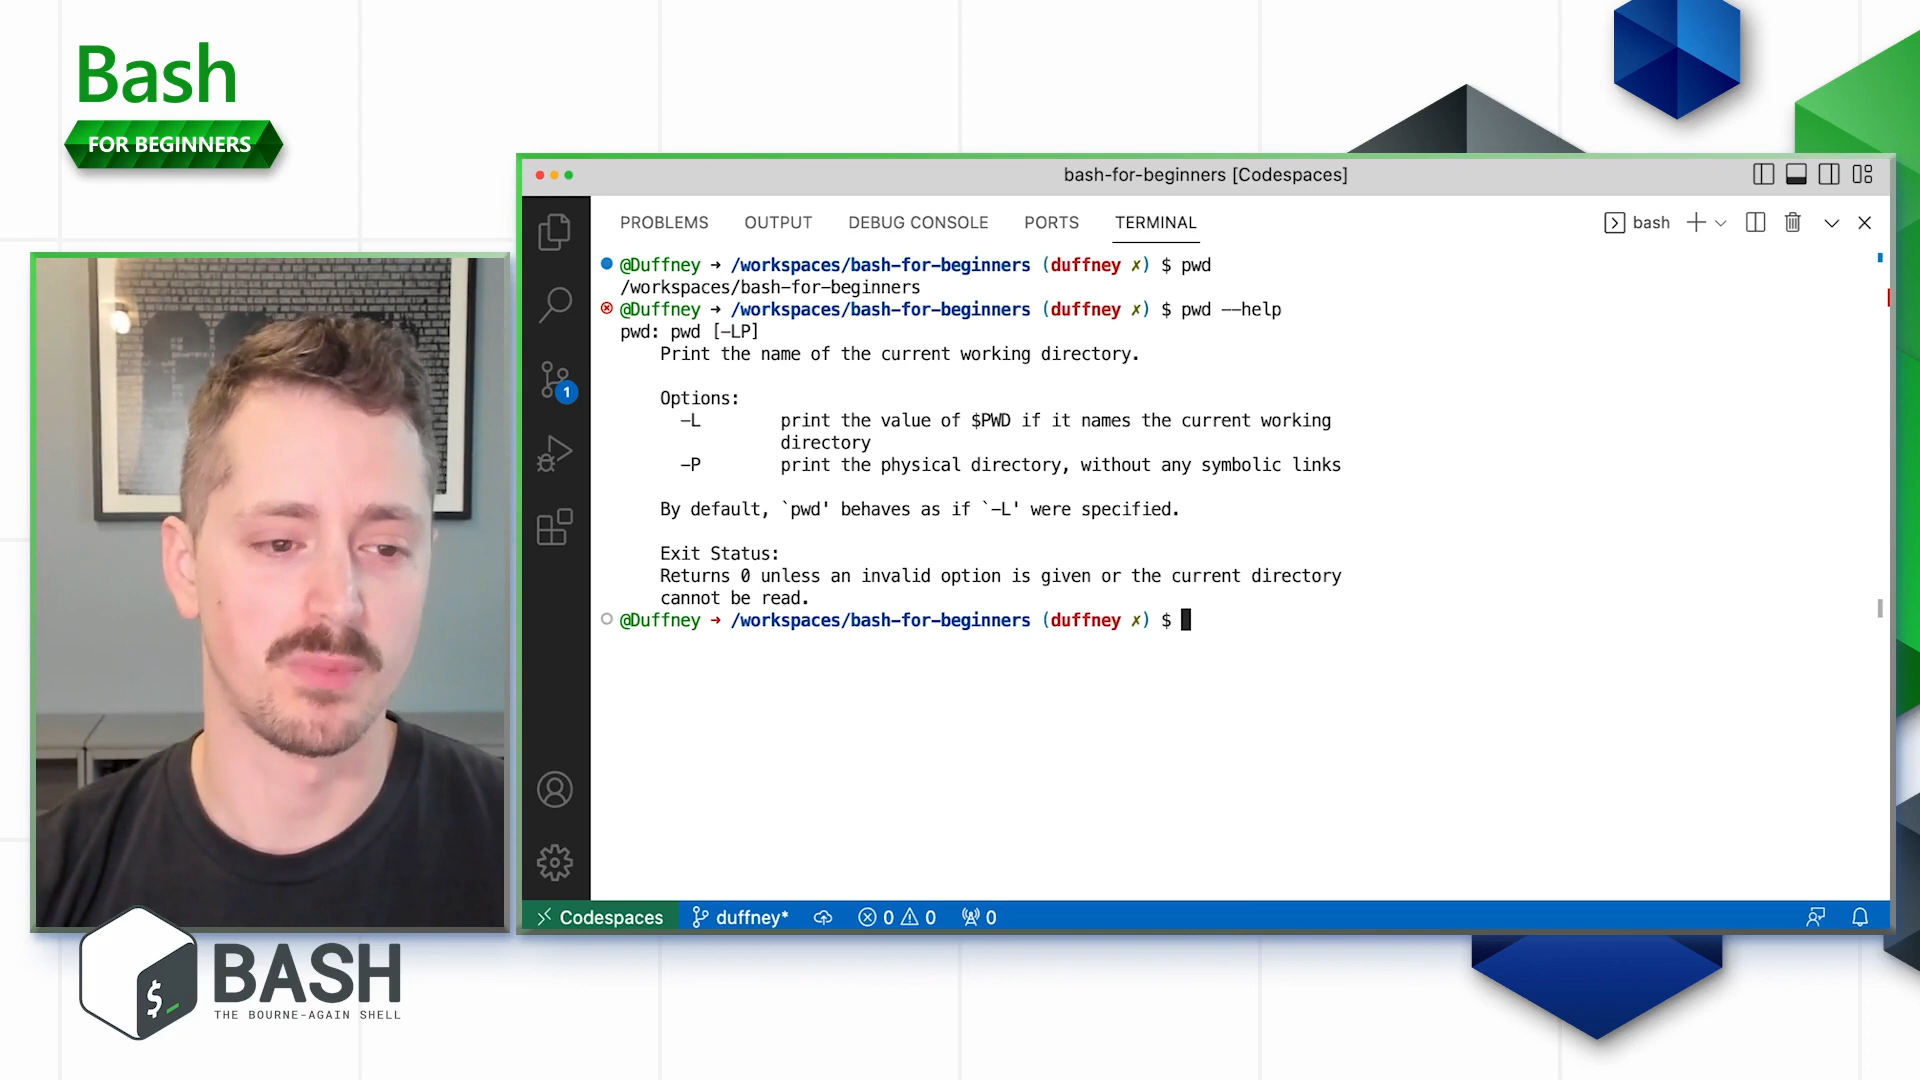 Bash
FOR BEGINNERS
bash-for-beginners [Codespaces]
PROBLEMS OUTPUT DEBUG CONSOLE PORTS TERMINAL
bash
@Duffney → /workspaces/bash-for-beginners (duffney ✗) $ pwd
/workspaces/bash-for-beginners
@Duffney → /workspaces/bash-for-beginners (duffney ✗) $ pwd --help
pwd: pwd [-LP]
Print the name of the current working directory.
Options:
-L print the value of $PWD if it names the current working
directory
-P print the physical directory, without any symbolic links
By default, `pwd' behaves as if `-L' were specified.
Exit Status:
Returns 0 unless an invalid option is given or the current directory
cannot be read.
@Duffney → /workspaces/bash-for-beginners (duffney ✗) $
1
Codespaces duffney* 0 0 0
$_
BASH
THE BOURNE-AGAIN SHELL